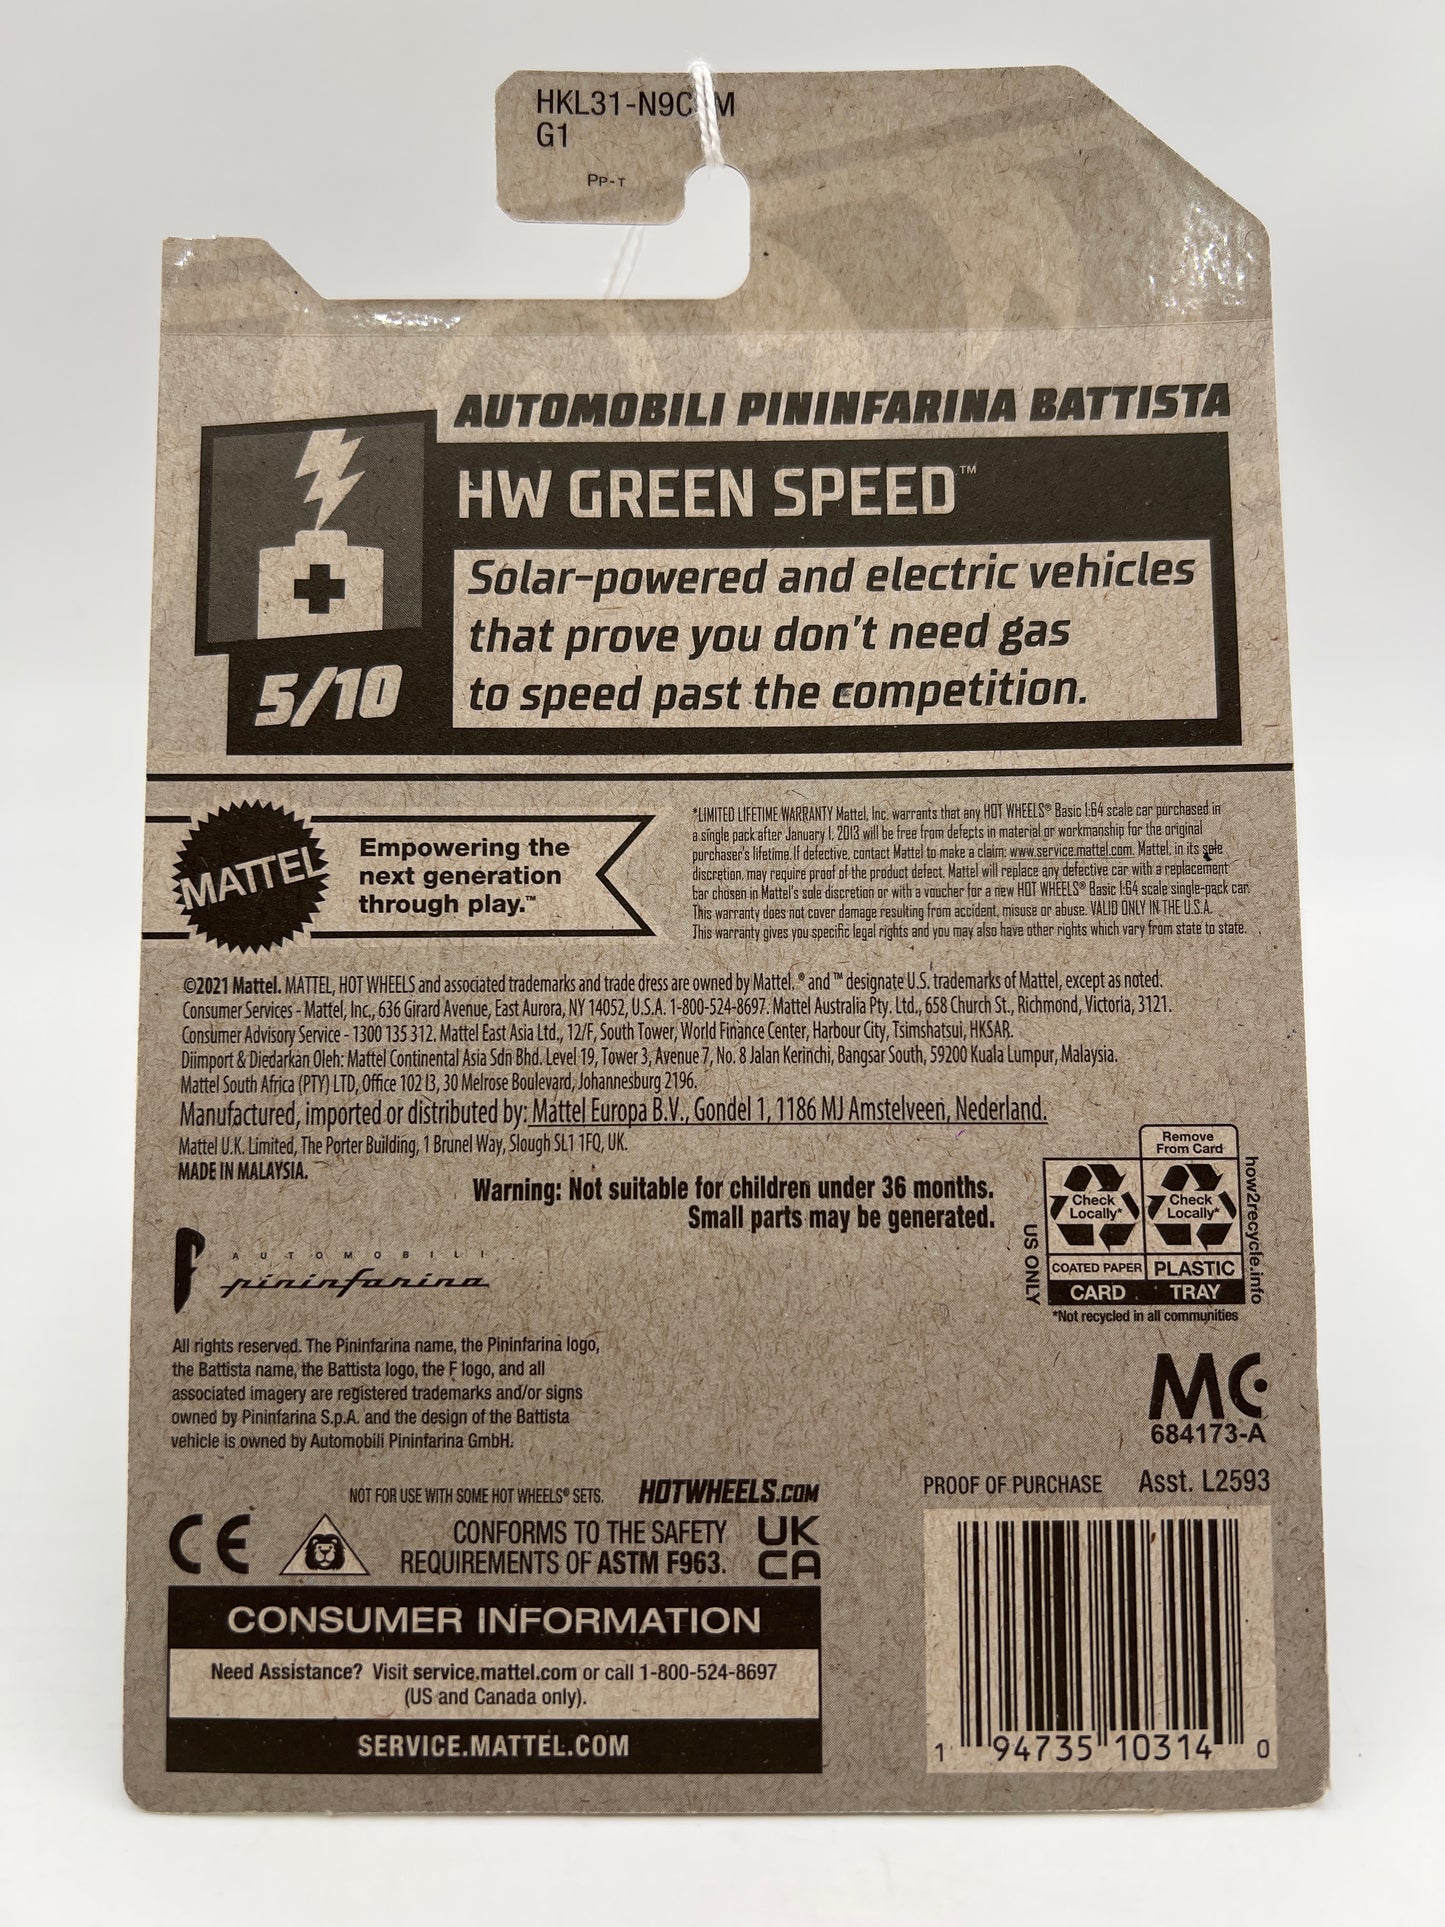 HKL31-N9C M
G1
PP-T
AUTOMOBILI PININFARINA BATTISTA
HW GREEN SPEED™
Solar-powered and electric vehicles
that prove you don't need gas
to speed past the competition.
5/10
MATTEL
Empowering the
next generation
through play.™
*LIMITED LIFETIME WARRANTY Mattel, Inc. warrants that any HOT WHEELS® Basic 1:64 scale car purchased in
a single pack after January 1, 2013 will be free from defects in material or workmanship for the original
purchaser's lifetime. If defective, contact Mattel to make a claim: www.service.mattel.com. Mattel, in its sole
discretion, may require proof of the product defect. Mattel will replace any defective car with a replacement
car chosen in Mattel's sole discretion or with a voucher for a new HOT WHEELS® Basic 1:64 scale single-pack car.
This warranty does not cover damage resulting from accident, misuse or abuse. VALID ONLY IN THE U.S.A.
This warranty gives you specific legal rights and you may also have other rights which vary from state to state.
©2021 Mattel. MATTEL, HOT WHEELS and associated trademarks and trade dress are owned by Mattel. ® and ™ designate U.S. trademarks of Mattel, except as noted.
Consumer Services - Mattel, Inc., 636 Girard Avenue, East Aurora, NY 14052, U.S.A. 1-800-524-8697. Mattel Australia Pty. Ltd., 658 Church St., Richmond, Victoria, 3121.
Consumer Advisory Service - 1300 135 312. Mattel East Asia Ltd., 12/F, South Tower, World Finance Center, Harbour City, Tsimshatsui, HKSAR.
Diimport & Diedarkan Oleh: Mattel Continental Asia Sdn Bhd. Level 19, Tower 3, Avenue 7, No. 8 Jalan Kerinchi, Bangsar South, 59200 Kuala Lumpur, Malaysia.
Mattel South Africa (PTY) LTD, Office 102 I3, 30 Melrose Boulevard, Johannesburg 2196.
Manufactured, imported or distributed by: Mattel Europa B.V., Gondel 1, 1186 MJ Amstelveen, Nederland.
Mattel U.K. Limited, The Porter Building, 1 Brunel Way, Slough SL1 1FQ, UK.
MADE IN MALAYSIA.
Warning: Not suitable for children under 36 months.
Small parts may be generated.
US ONLY
Remove
From Card
Check
Locally*
Check
Locally*
COATED PAPER
PLASTIC
CARD
TRAY
how2recycle.info
*Not recycled in all communities
AUTOMOBILI
pininfarina
All rights reserved. The Pininfarina name, the Pininfarina logo,
the Battista name, the Battista logo, the F logo, and all
associated imagery are registered trademarks and/or signs
owned by Pininfarina S.p.A. and the design of the Battista
vehicle is owned by Automobili Pininfarina GmbH.
MC
684173-A
NOT FOR USE WITH SOME HOT WHEELS® SETS.
HOTWHEELS.COM
PROOF OF PURCHASE
Asst. L2593
CE
CONFORMS TO THE SAFETY
REQUIREMENTS OF ASTM F963.
UK
CA
CONSUMER INFORMATION
Need Assistance? Visit service.mattel.com or call 1-800-524-8697
(US and Canada only).
SERVICE.MATTEL.COM
1 94735 10314 0